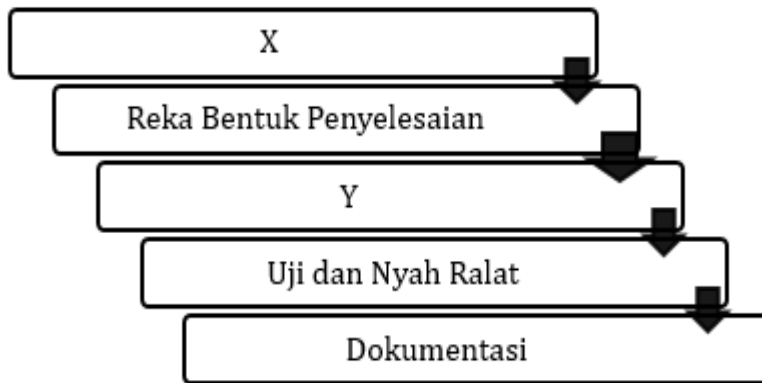 X
Reka Bentuk Penyelesaian
Y
Uji dan Nyah Ralat
Dokumentasi